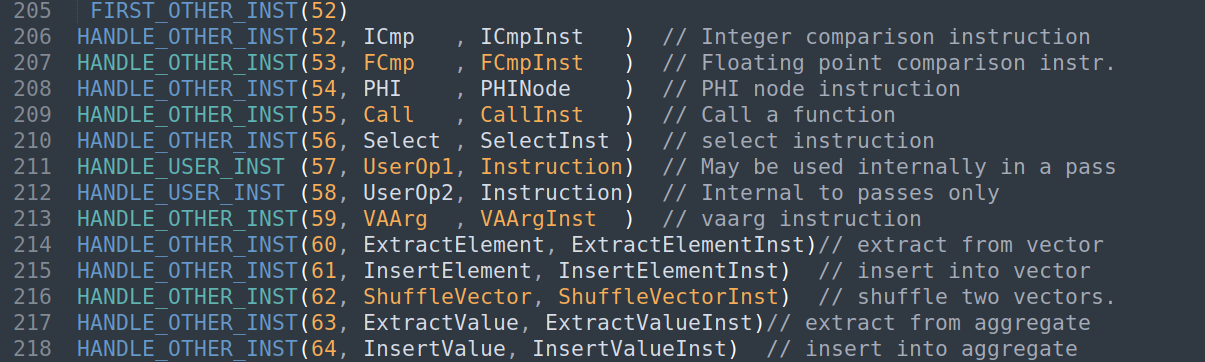 205   FIRST_OTHER_INST(52)
206  HANDLE_OTHER_INST(52, ICmp   , ICmpInst   )  // Integer comparison instruction
207  HANDLE_OTHER_INST(53, FCmp   , FCmpInst   )  // Floating point comparison instr.
208  HANDLE_OTHER_INST(54, PHI    , PHINode    )  // PHI node instruction
209  HANDLE_OTHER_INST(55, Call   , CallInst   )  // Call a function
210  HANDLE_OTHER_INST(56, Select , SelectInst )  // select instruction
211  HANDLE_USER_INST (57, UserOp1, Instruction)  // May be used internally in a pass
212  HANDLE_USER_INST (58, UserOp2, Instruction)  // Internal to passes only
213  HANDLE_OTHER_INST(59, VAArg  , VAArgInst  )  // vaarg instruction
214  HANDLE_OTHER_INST(60, ExtractElement, ExtractElementInst)// extract from vector
215  HANDLE_OTHER_INST(61, InsertElement, InsertElementInst)  // insert into vector
216  HANDLE_OTHER_INST(62, ShuffleVector, ShuffleVectorInst)  // shuffle two vectors.
217  HANDLE_OTHER_INST(63, ExtractValue, ExtractValueInst)// extract from aggregate
218  HANDLE_OTHER_INST(64, InsertValue, InsertValueInst)  // insert into aggregate